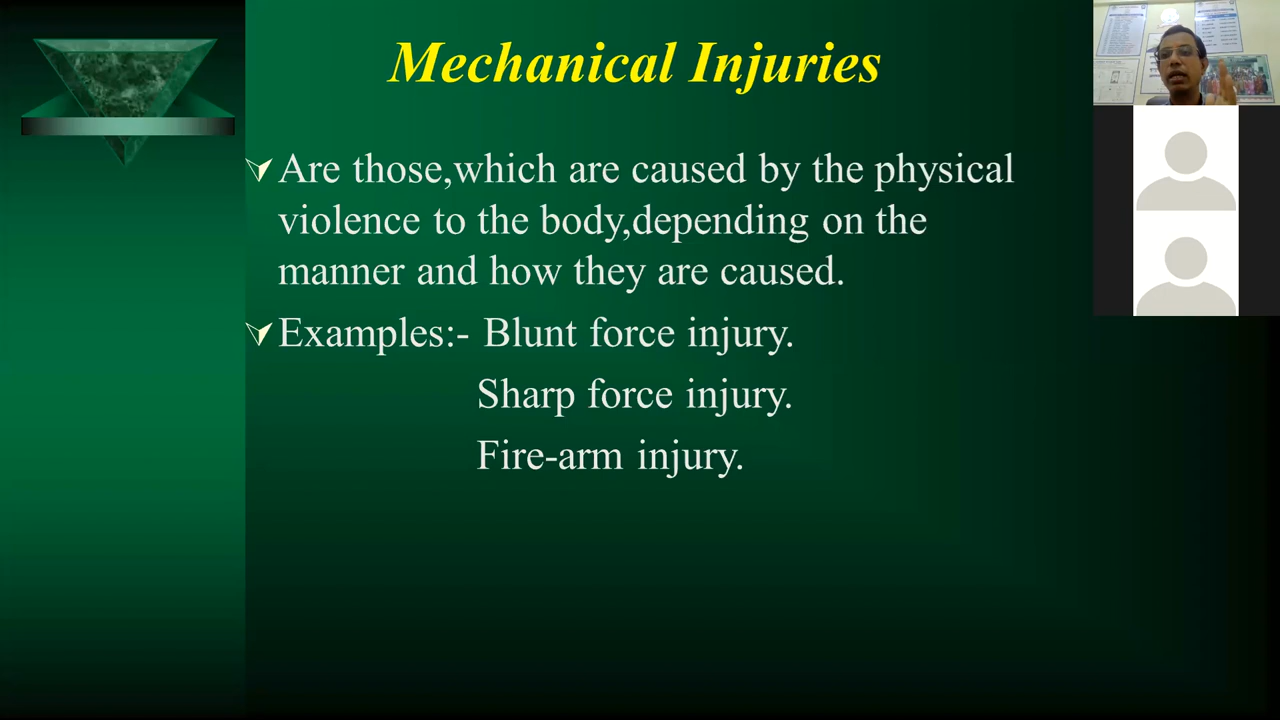 Mechanical Injuries
Are those,which are caused by the physical
violence to the body,depending on the
manner and how they are caused.
Examples:- Blunt force injury.
Sharp force injury.
Fire-arm injury.